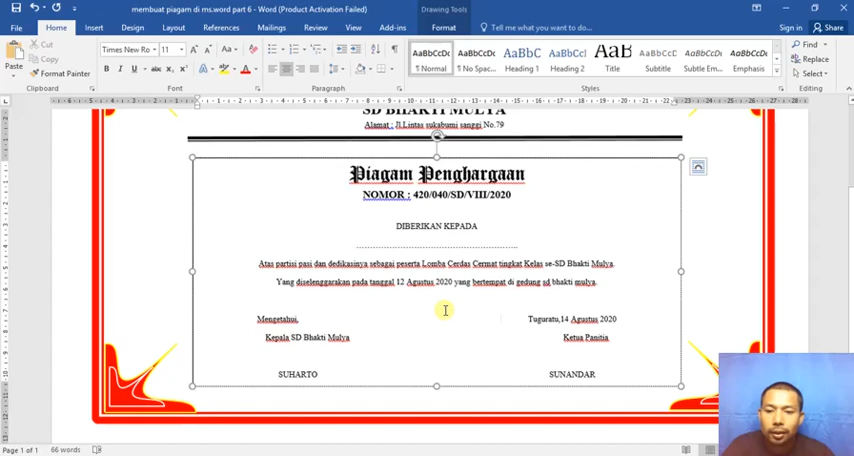 membuat piagam di ms.word part 6 - Word (Product Activation Failed)
Drawing Tools
File
Home
Insert
Design
Layout
References
Mailings
Review
View
Add-ins
Format
Tell me what you want to do...
Sign in
Share
Paste
Cut
Copy
Format Painter
Clipboard
Times New Ro
11
Font
Paragraph
AaBbCcDc
¶ Normal
AaBbCcDc
¶ No Spac...
AaBbC
Heading 1
AaBbCc
Heading 2
AaB
Title
AaBbCcD
Subtitle
AaBbCcDc
Subtle Em...
AaBbCcDc
Emphasis
Styles
Find
Replace
Select
Editing
SD BHAKTI MULYA
Alamat : Jl.Lintas sukabumi sanggi No.79
Piagam Penghargaan
NOMOR : 420/040/SD/VIII/2020
DIBERIKAN KEPADA
Atas partisi pasi dan dedikasinya sebagai peserta Lomba Cerdas Cermat tingkat Kelas se-SD Bhakti Mulya.
Yang diselenggarakan pada tanggal 12 Agustus 2020 yang bertempat di gedung sd bhakti mulya.
Mengetahui,
Tuguratu,14 Agustus 2020
Kepala SD Bhakti Mulya
Ketua Panitia
SUHARTO
SUNANDAR
Page 1 of 1
66 words